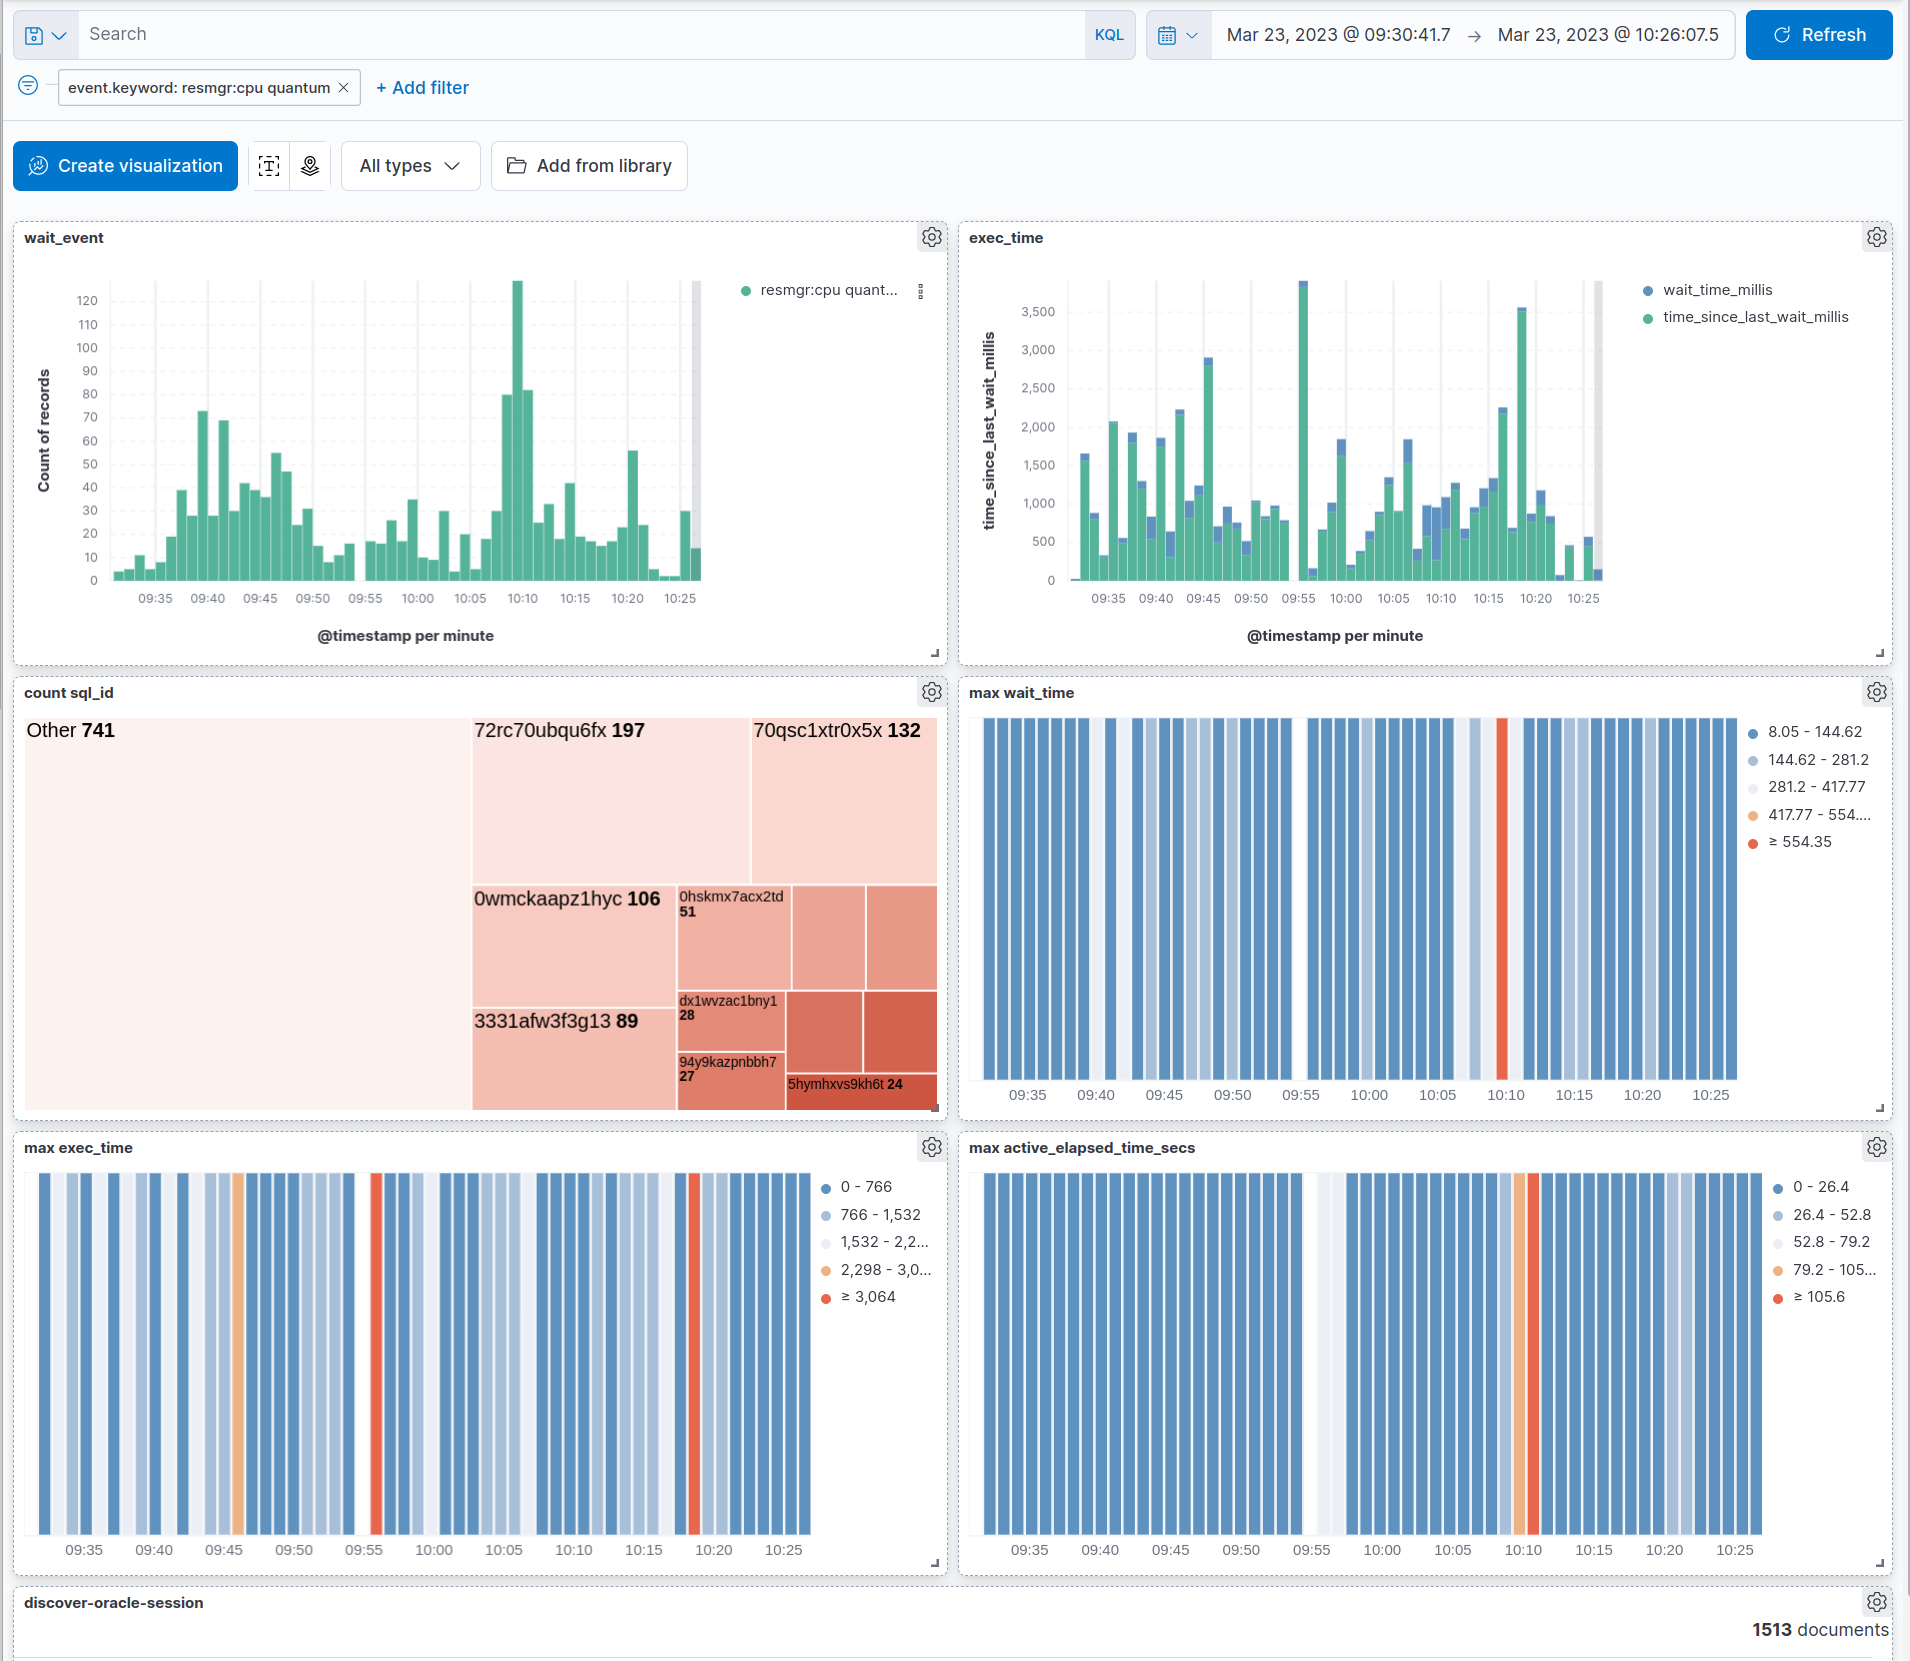 Search
KQL
Mar 23, 2023 @ 09:30:41.7 → Mar 23, 2023 @ 10:26:07.5
Refresh
event.keyword: resmgr:cpu quantum ×
+ Add filter
Create visualization
All types
Add from library
wait_event
120
110
100
90
80
70
60
50
40
30
20
10
0
Count of records
09:35 09:40 09:45 09:50 09:55 10:00 10:05 10:10 10:15 10:20 10:25
@timestamp per minute
resmgr:cpu quant...
exec_time
3,500
3,000
2,500
2,000
1,500
1,000
500
0
time_since_last_wait_millis
09:35 09:40 09:45 09:50 09:55 10:00 10:05 10:10 10:15 10:20 10:25
@timestamp per minute
wait_time_millis
time_since_last_wait_millis
count sql_id
Other 741
72rc70ubqu6fx 197
70qsc1xtr0x5x 132
0wmckaapz1hyc 106
0hskmx7acx2td
51
3331afw3f3g13 89
dx1wvzac1bny1
28
94y9kazpnbbh7
27
5hymhxvs9kh6t 24
max wait_time
09:35 09:40 09:45 09:50 09:55 10:00 10:05 10:10 10:15 10:20 10:25
8.05 - 144.62
144.62 - 281.2
281.2 - 417.77
417.77 - 554....
≥ 554.35
max exec_time
09:35 09:40 09:45 09:50 09:55 10:00 10:05 10:10 10:15 10:20 10:25
0 - 766
766 - 1,532
1,532 - 2,2...
2,298 - 3,0...
≥ 3,064
max active_elapsed_time_secs
09:35 09:40 09:45 09:50 09:55 10:00 10:05 10:10 10:15 10:20 10:25
0 - 26.4
26.4 - 52.8
52.8 - 79.2
79.2 - 105...
≥ 105.6
discover-oracle-session
1513 documents